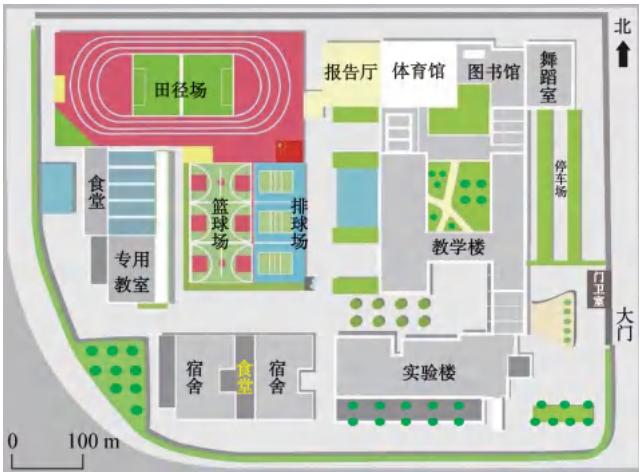 北
报告厅
体育馆
图书馆
舞蹈室
田径场
停车场
食堂
篮球场
排球场
教学楼
专用
教室
门卫室
大门
宿舍
食堂
宿舍
实验楼
0 100 m